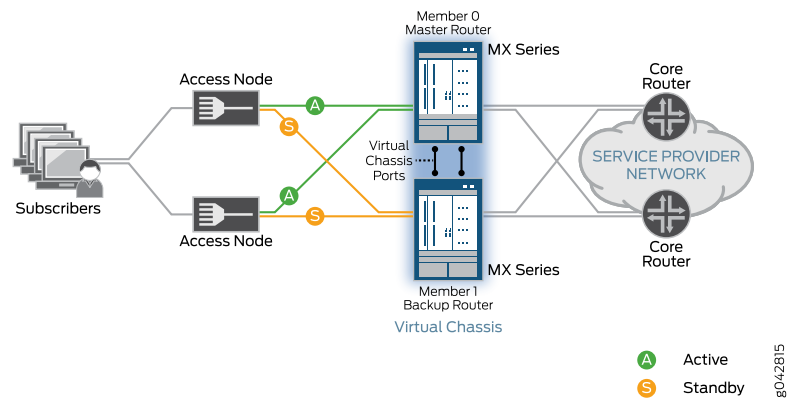 Member 0
Master Router
MX Series
Access Node
Core
Router
A
S
Virtual
Chassis
Ports
SERVICE PROVIDER
NETWORK
Subscribers
A
S
Access Node
Core
Router
MX Series
Member 1
Backup Router
Virtual Chassis
A Active
S Standby
g042815